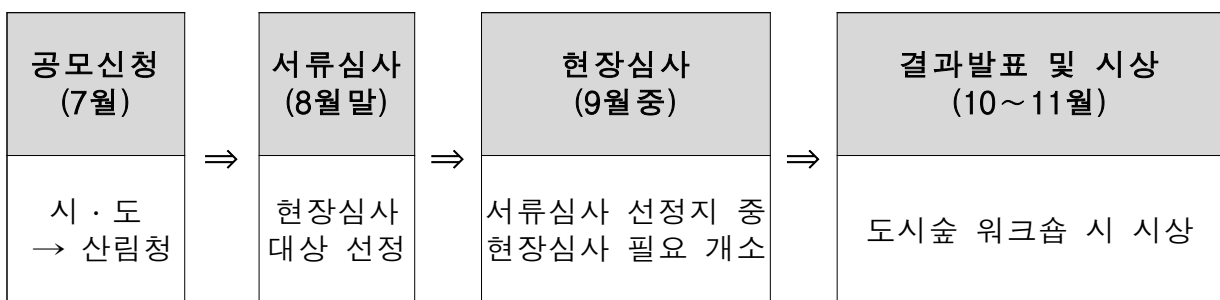 공모신청
(7월)
⇒
서류심사
(8월말)
⇒
현장심사
(9월중)
⇒
결과발표 및 시상
(10～11월)
시·도
→ 산림청
현장심사
대상 선정
서류심사 선정지 중
현장심사 필요 개소
도시숲 워크숍 시 시상